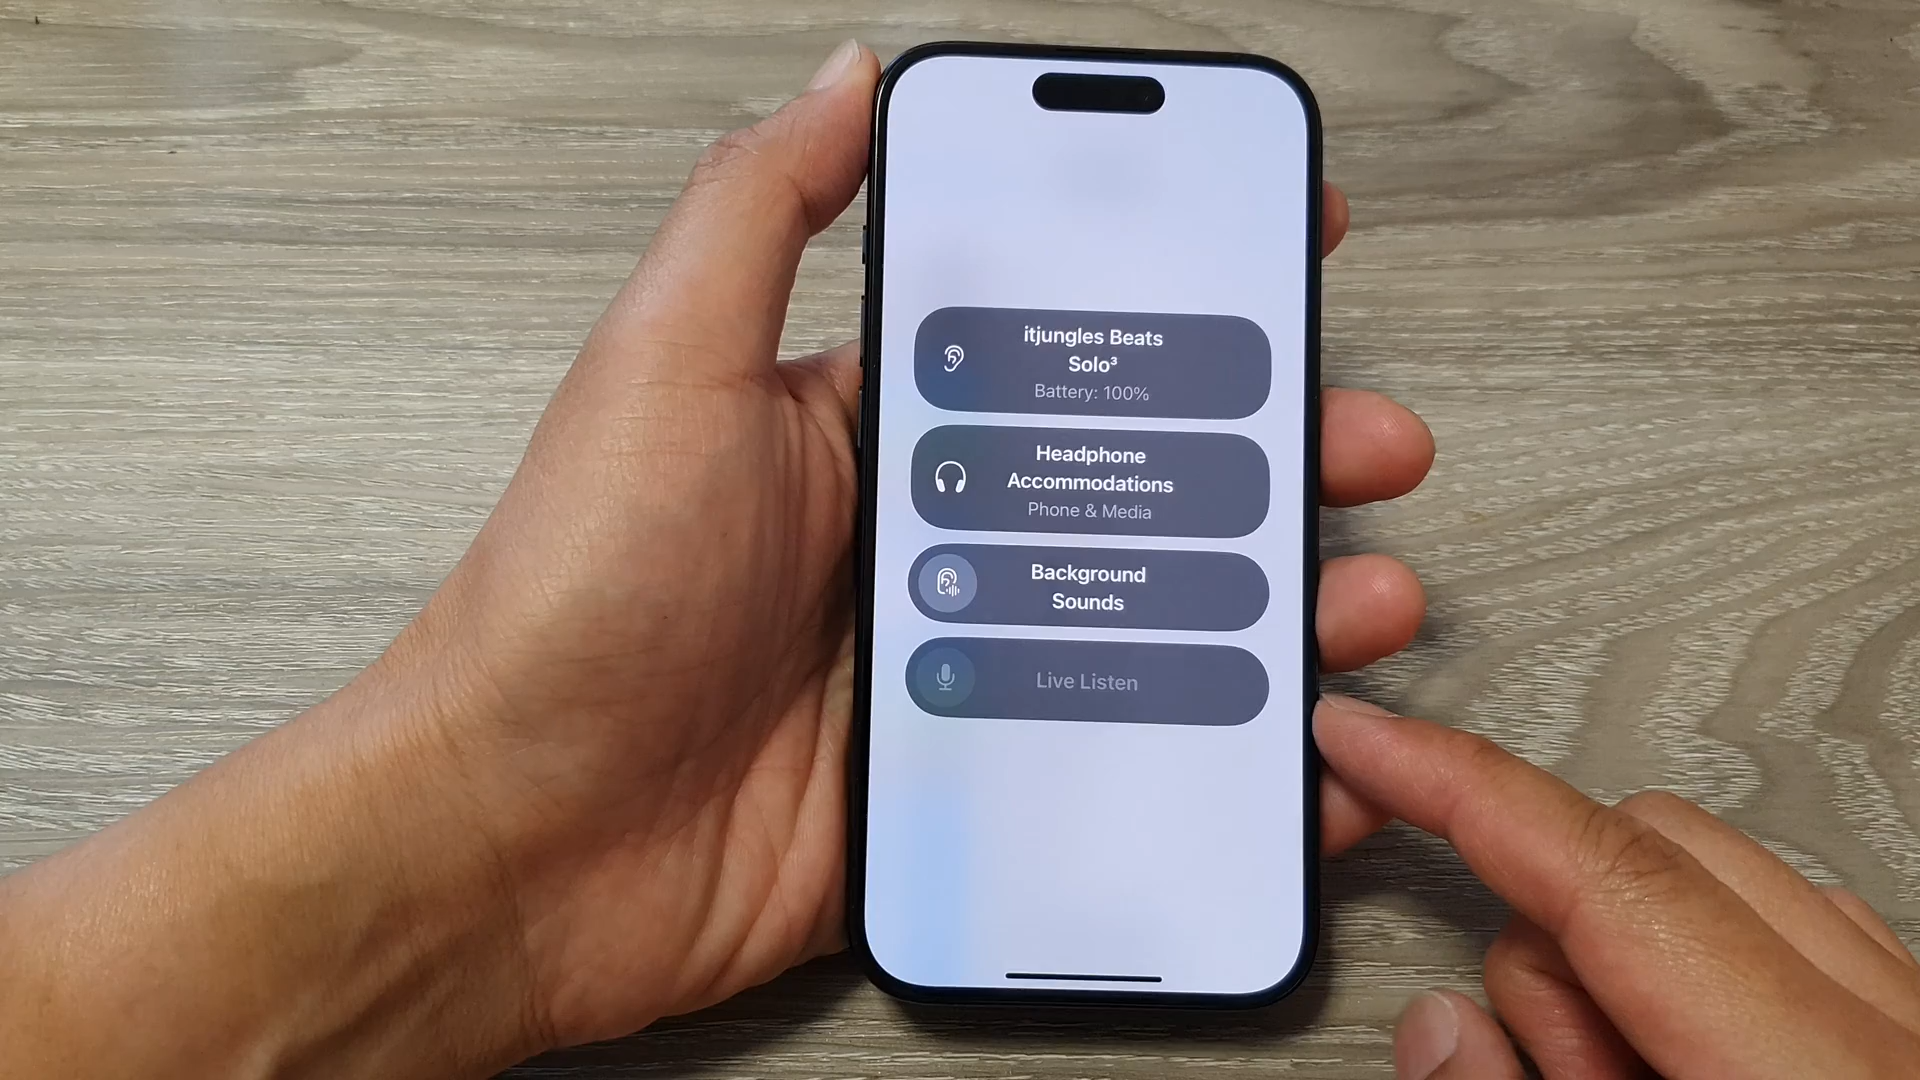 itjungles Beats
Solo³
Battery: 100%
Headphone
Accommodations
Phone & Media
Background
Sounds
Live Listen